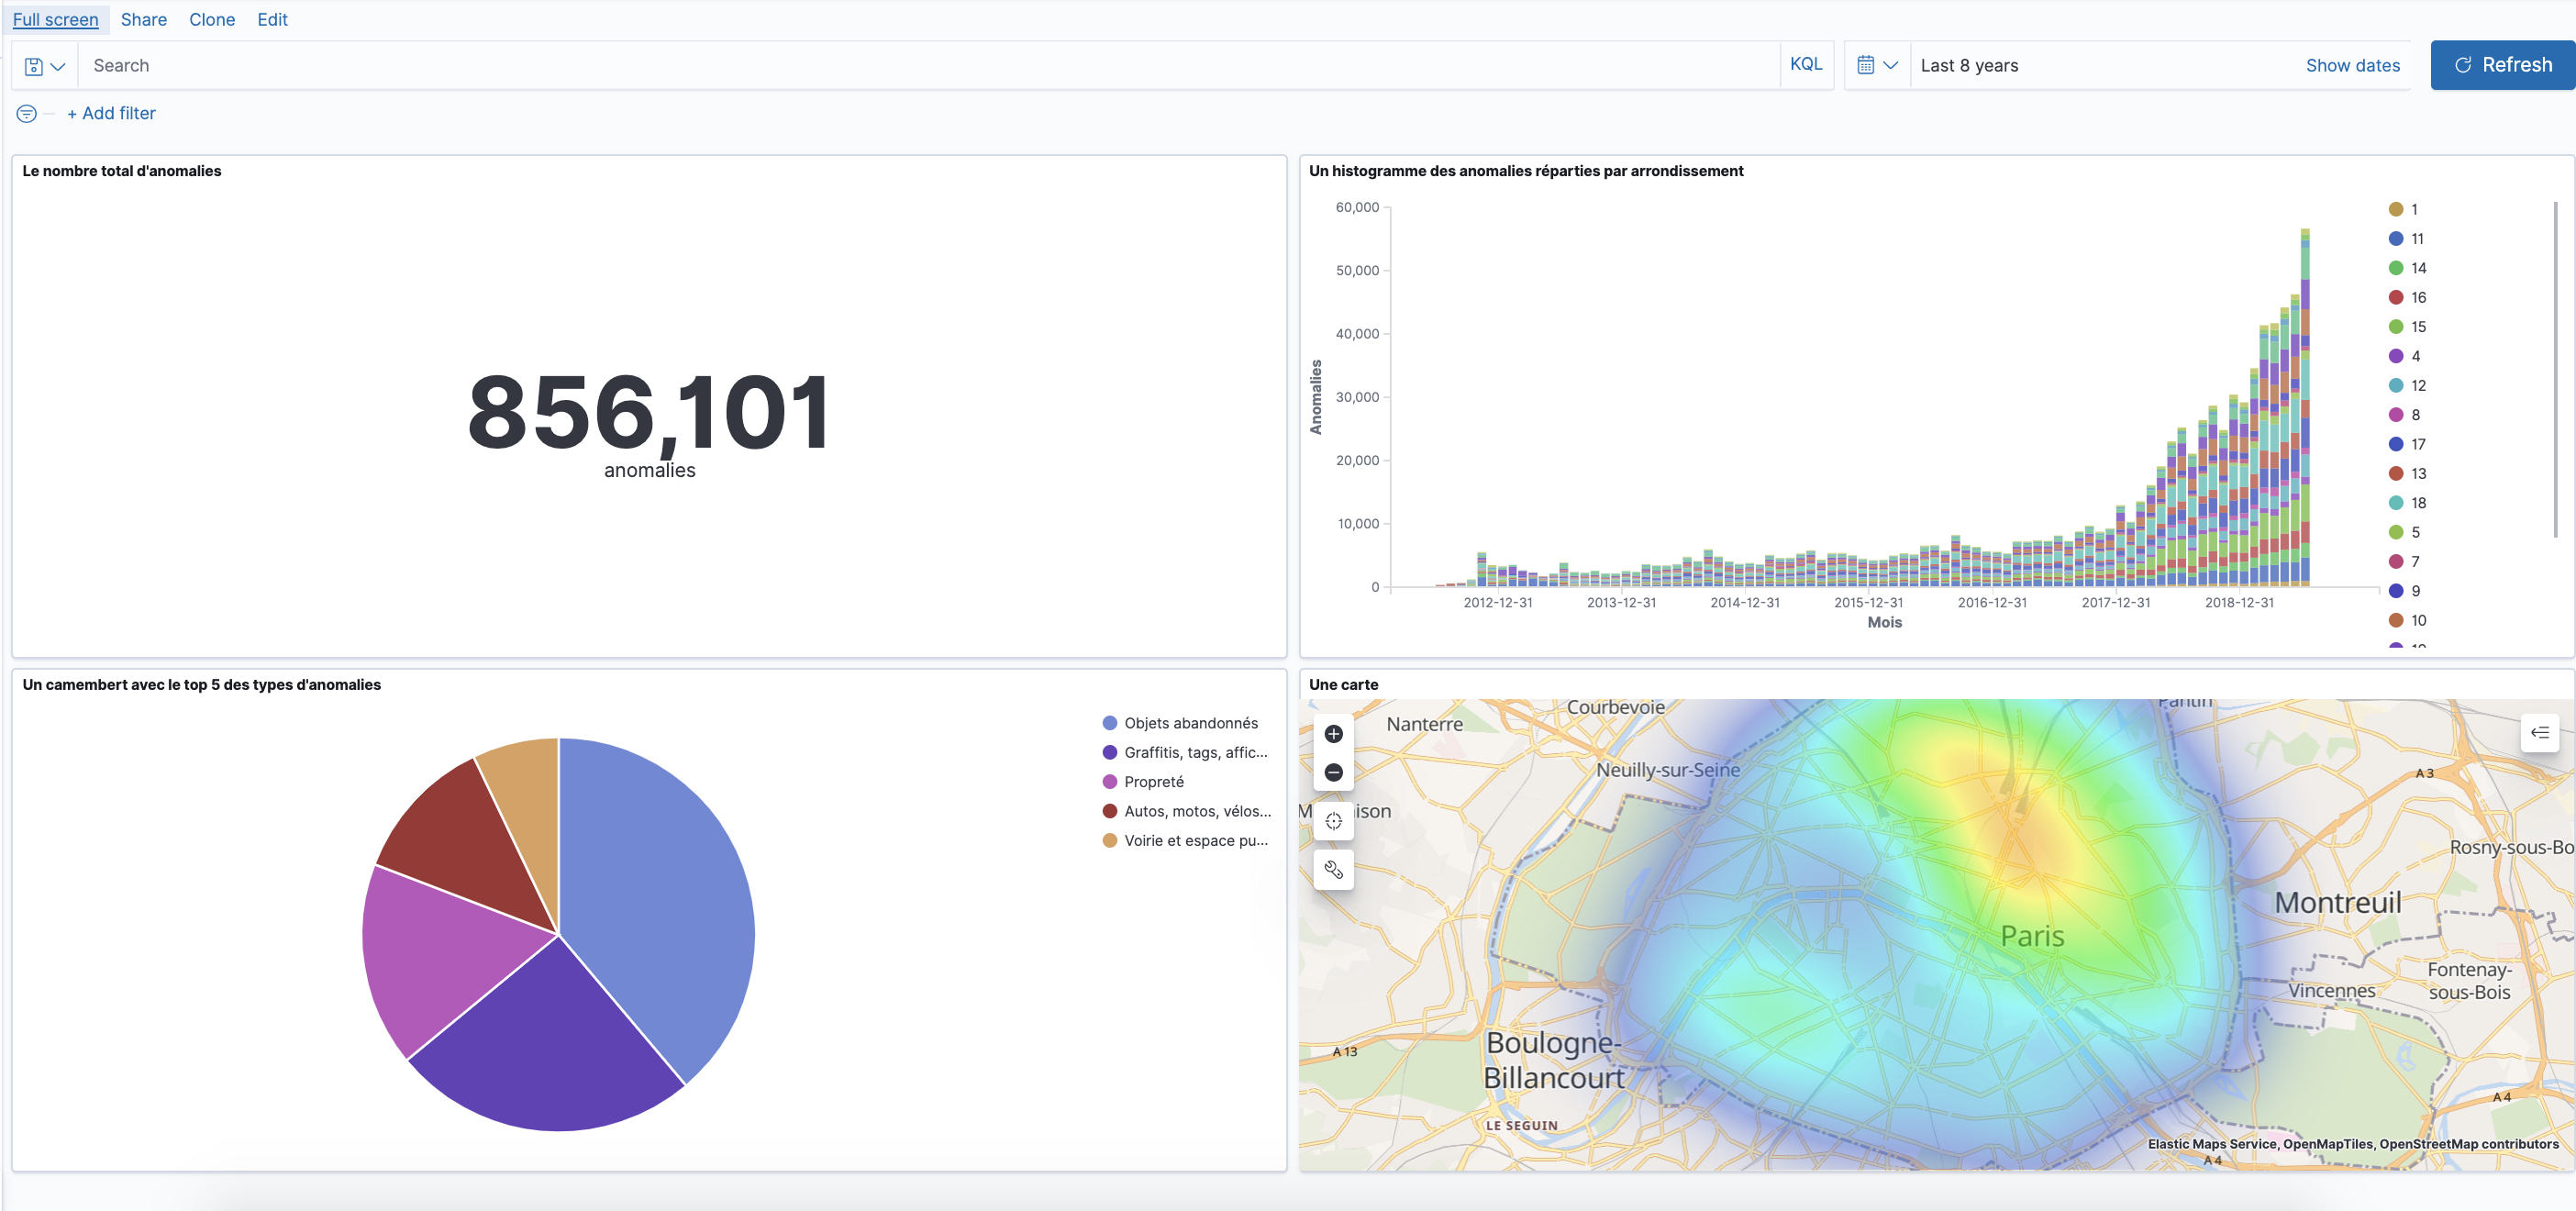 Full screen Share Clone Edit
Search KQL Last 8 years Show dates Refresh
+ Add filter
Le nombre total d'anomalies
856,101
anomalies
Un histogramme des anomalies réparties par arrondissement
60,000
50,000
40,000
30,000
20,000
10,000
0
Anomalies
2012-12-31 2013-12-31 2014-12-31 2015-12-31 2016-12-31 2017-12-31 2018-12-31
Mois
1
11
14
16
15
4
12
8
17
13
18
5
7
9
10
Un camembert avec le top 5 des types d'anomalies
Objets abandonnés
Graffitis, tags, affic...
Propreté
Autos, motos, vélos...
Voirie et espace pu...
Une carte
Courbevoie
Pantin
Nanterre
Neuilly-sur-Seine
A 3
Rosny-sous-Bo
Montreuil
Paris
Fontenay-
sous-Bois
Vincennes
Boulogne-
Billancourt
A 13
A 4
LE SEGUIN
Elastic Maps Service, OpenMapTiles, OpenStreetMap contributors
A 4